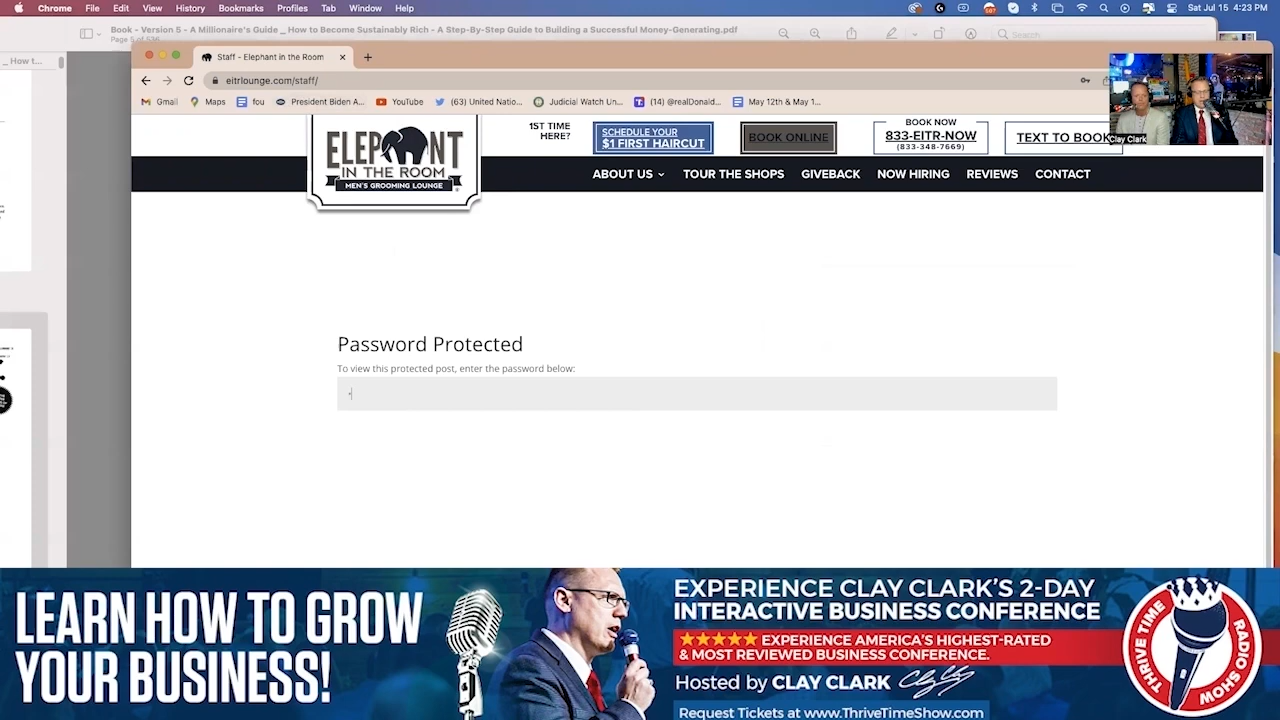 Chrome File Edit View History Bookmarks Profiles Tab Window Help
Sat Jul 15 4:23 PM
Book - Version 5 - A Millionaire's Guide _ How to Become Sustainably Rich - A Step-By-Step Guide to Building a Successful Money-Generating.pdf
Search
_ How t...
Staff - Elephant in the Room
eitrlounge.com/staff/
Gmail Maps fou President Biden A... YouTube (63) United Natio... Judicial Watch Un... (14) @realDonald... May 12th & May 1...
Clay Clark
ELEPHANT
IN THE ROOM
MEN'S GROOMING LOUNGE
1ST TIME
HERE?
SCHEDULE YOUR
$1 FIRST HAIRCUT
BOOK ONLINE
BOOK NOW
833-EITR-NOW
(833-348-7669)
TEXT TO BOOK
ABOUT US TOUR THE SHOPS GIVEBACK NOW HIRING REVIEWS CONTACT
Password Protected
To view this protected post, enter the password below:
LEARN HOW TO GROW
YOUR BUSINESS!
EXPERIENCE CLAY CLARK'S 2-DAY
INTERACTIVE BUSINESS CONFERENCE
EXPERIENCE AMERICA'S HIGHEST-RATED
& MOST REVIEWED BUSINESS CONFERENCE.
Hosted by CLAY CLARK
Request Tickets at www.ThriveTimeShow.com
THRIVE TIME
RADIO SHOW